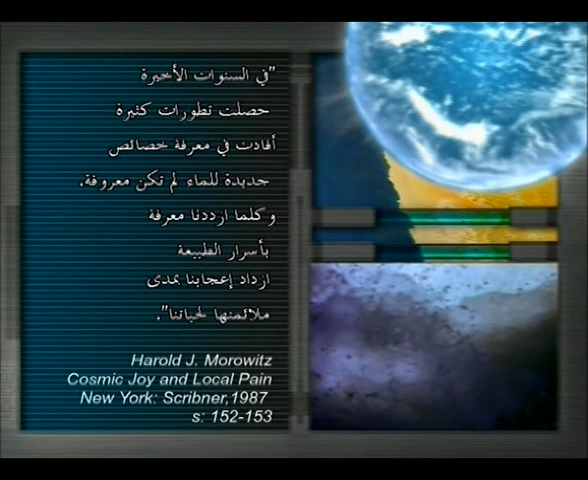 "في السنوات الأخيرة
حصلت تطورات كثيرة
أفادت في معرفة خصائص
جديدة للماء لم تكن معروفة.
وكلما ازددنا معرفة
بأسرار الطبيعة
ازداد إعجابنا بمدى
ملائمتها لحياتنا".
Harold J. Morowitz
Cosmic Joy and Local Pain
New York: Scribner,1987
s: 152-153